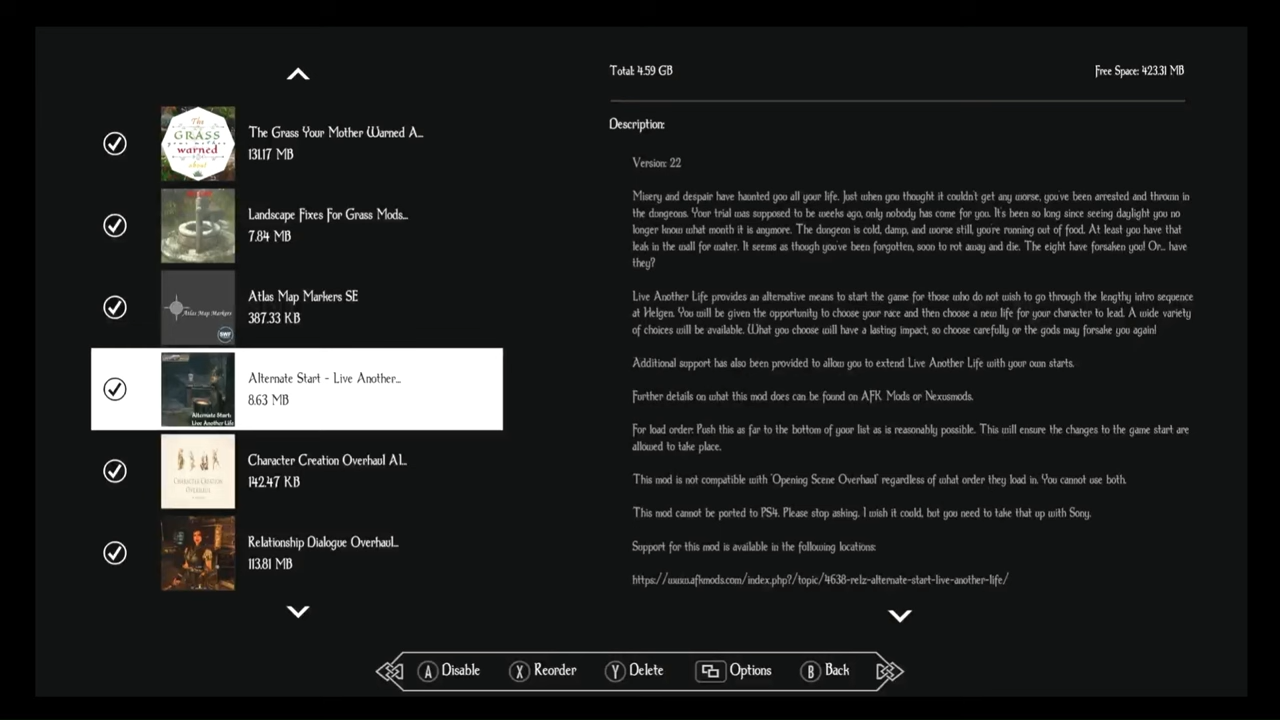 Total: 4.59 GB
Free Space: 423.31 MB
The
GRASS
your mother
warned
about
The Grass Your Mother Warned A...
131.17 MB
Landscape Fixes For Grass Mods...
7.84 MB
Atlas Map Markers
Atlas Map Markers SE
387.33 KB
Alternate Start:
Live Another Life
Alternate Start - Live Another...
8.63 MB
CHARACTER CREATION
OVERHAUL
Character Creation Overhaul AI...
142.47 KB
Relationship Dialogue Overhaul...
113.81 MB
Description:
Version: 22
Misery and despair have haunted you all your life. Just when you thought it couldn't get any worse, you've been arrested and thrown in
the dungeons. Your trial was supposed to be weeks ago, only nobody has come for you. It's been so long since seeing daylight you no
longer know what month it is anymore. The dungeon is cold, damp, and worse still, you're running out of food. At least you have that
leak in the wall for water. It seems as though you've been forgotten, soon to rot away and die. The eight have forsaken you! Or... have
they?
Live Another Life provides an alternative means to start the game for those who do not wish to go through the lengthy intro sequence
at Helgen. You will be given the opportunity to choose your race and then choose a new life for your character to lead. A wide variety
of choices will be available. What you choose will have a lasting impact, so choose carefully or the gods may forsake you again!
Additional support has also been provided to allow you to extend Live Another Life with your own starts.
Further details on what this mod does can be found on AFK Mods or Nexusmods.
For load order: Push this as far to the bottom of your list as is reasonably possible. This will ensure the changes to the game start are
allowed to take place.
This mod is not compatible with 'Opening Scene Overhaul' regardless of what order they load in. You cannot use both.
This mod cannot be ported to PS4. Please stop asking. I wish it could, but you need to take that up with Sony.
Support for this mod is available in the following locations:
https://www.afkmods.com/index.php?/topic/4638-relz-alternate-start-live-another-life/
A Disable X Reorder Y Delete Options B Back